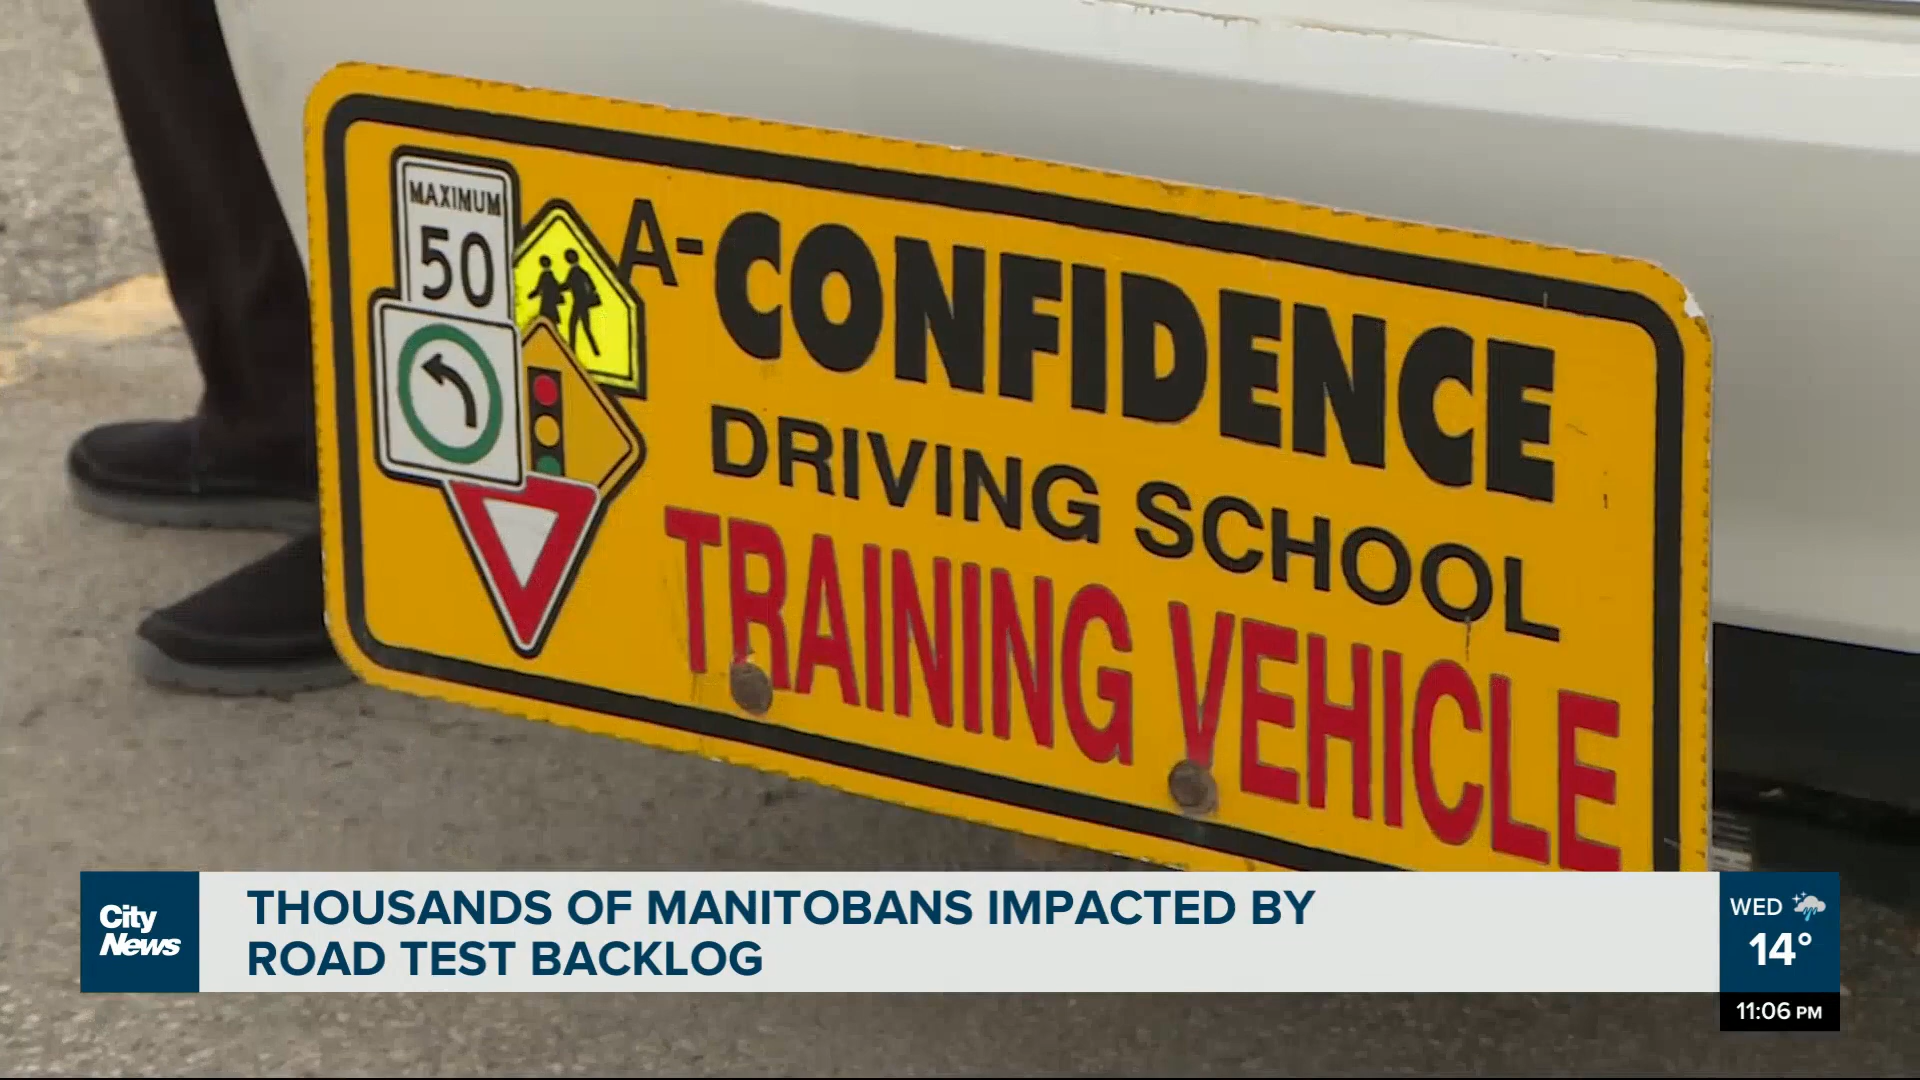 MAXIMUM
50
A-CONFIDENCE
DRIVING SCHOOL
TRAINING VEHICLE
City
News
THOUSANDS OF MANITOBANS IMPACTED BY
ROAD TEST BACKLOG
WED
14°
11:06 PM